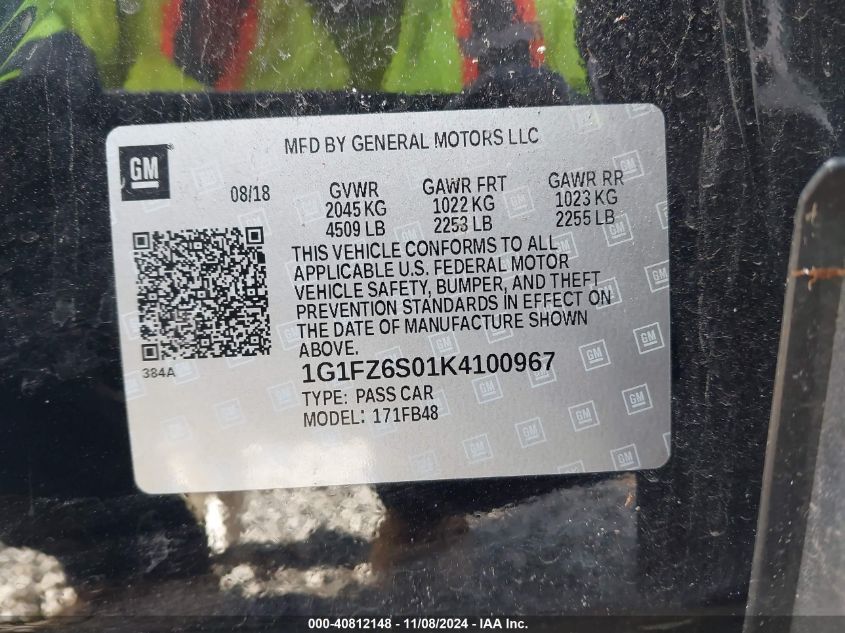 MFD BY GENERAL MOTORS LLC
GM
08/18
GVWR GAWR FRT GAWR RR
2045 KG 1022 KG 1023 KG
4509 LB 2253 LB 2255 LB
THIS VEHICLE CONFORMS TO ALL
APPLICABLE U.S. FEDERAL MOTOR
VEHICLE SAFETY, BUMPER, AND THEFT
PREVENTION STANDARDS IN EFFECT ON
THE DATE OF MANUFACTURE SHOWN
ABOVE.
384A
1G1FZ6S01K4100967
TYPE: PASS CAR
MODEL: 171FB48
000-40812148 - 11/08/2024 - IAA